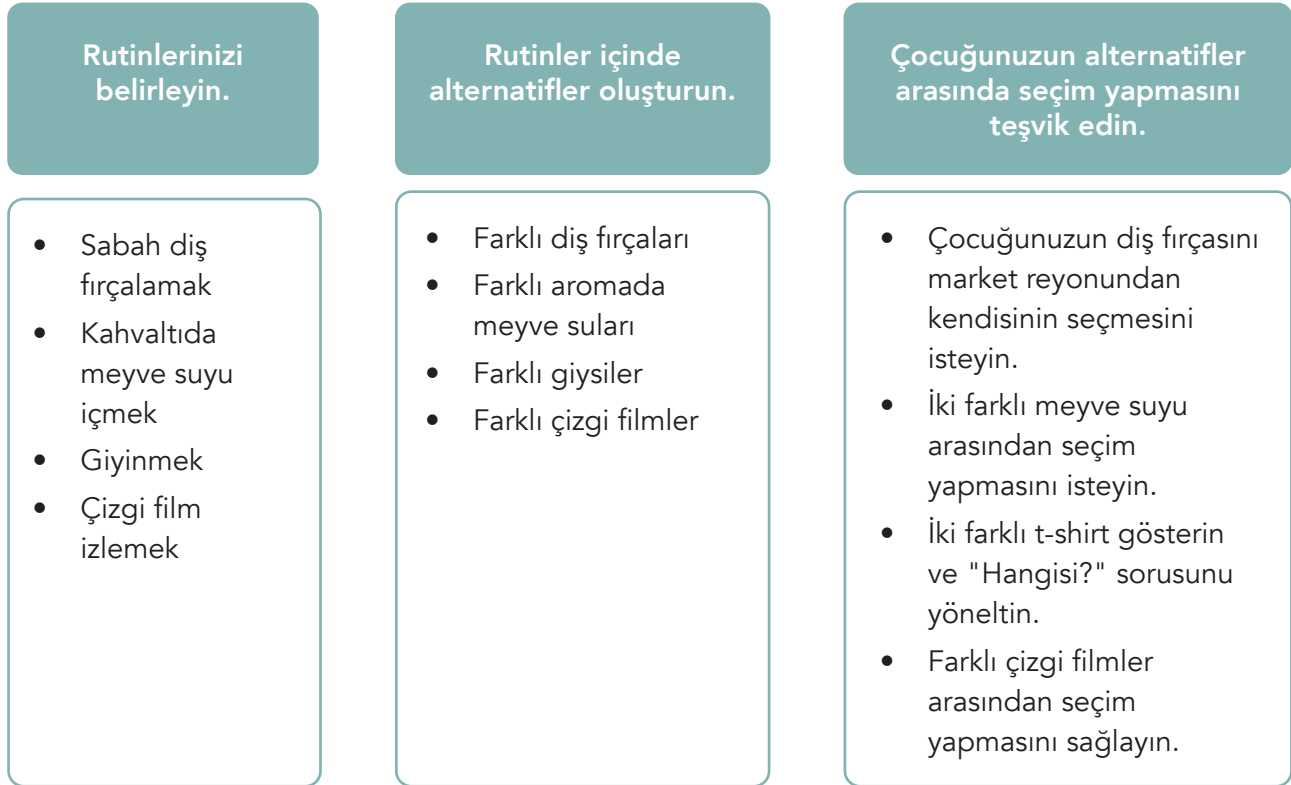 Rutinlerinizi
belirleyin.
• Sabah diş
fırçalamak
• Kahvaltıda
meyve suyu
içmek
• Giyinmek
• Çizgi film
izlemek
Rutinler içinde
alternatifler oluşturun.
• Farklı diş fırçaları
• Farklı aromada
meyve suları
• Farklı giysiler
• Farklı çizgi filmler
Çocuğunuzun alternatifler
arasında seçim yapmasını
teşvik edin.
• Çocuğunuzun diş fırçasını
market reyonundan
kendisinin seçmesini
isteyin.
• İki farklı meyve suyu
arasından seçim
yapmasını isteyin.
• İki farklı t-shirt gösterin
ve "Hangisi?" sorusunu
yöneltin.
• Farklı çizgi filmler
arasından seçim
yapmasını sağlayın.